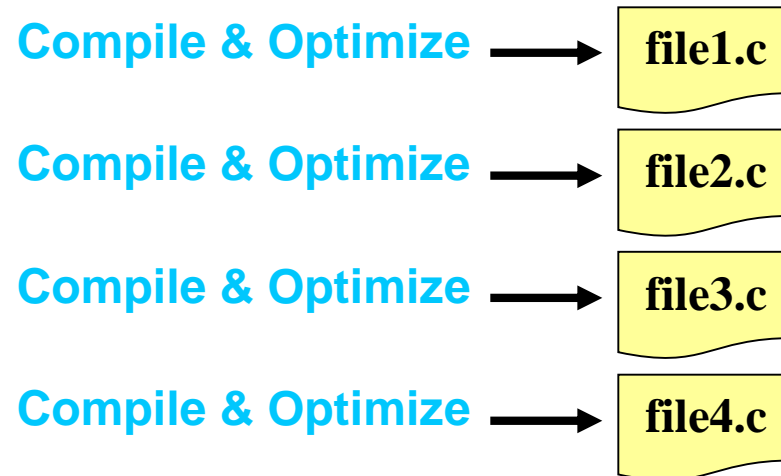 Compile & Optimize file1.c
Compile & Optimize file2.c
Compile & Optimize file3.c
Compile & Optimize file4.c